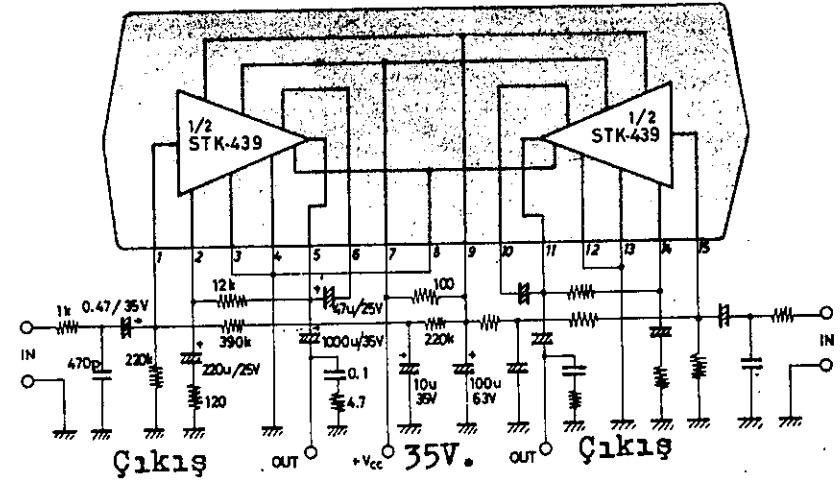 1/2
STK-439
1/2
STK-439
1 2 3 4 5 6 7 8 9 10 11 12 13 14 15
12k
47u/25V
100
1k
0.47/35V
390k
1000u/35V
220k
IN
470p
220k
220u/25V
120
0.1
4.7
10u
35V
100u
63V
IN
Çıkış
OUT
+Vcc
35V.
OUT
Çıkış